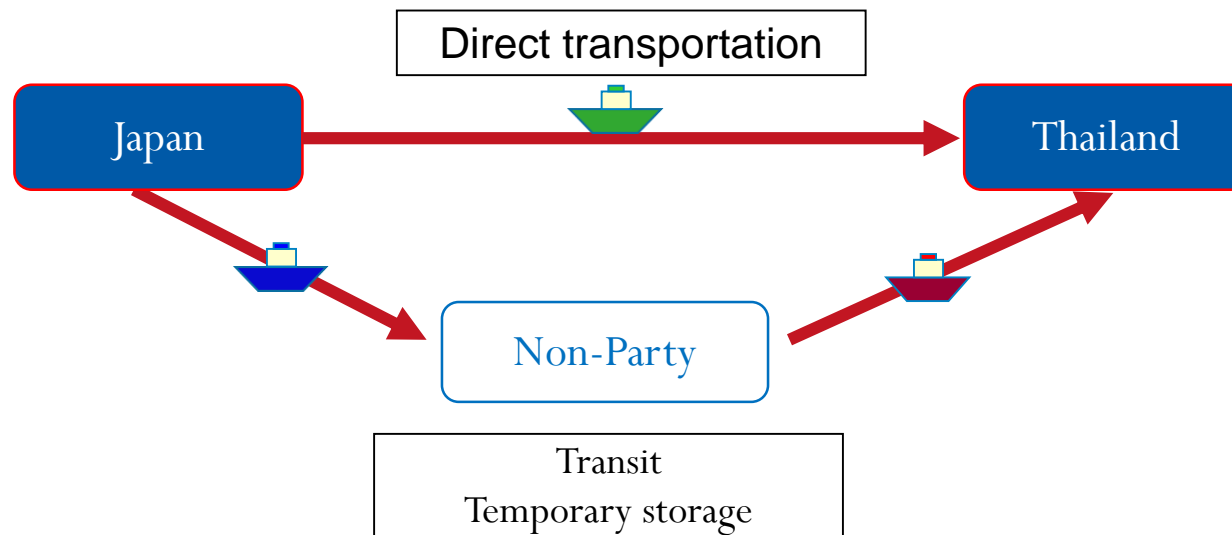 Direct transportation
Japan
Thailand
Non-Party
Transit
Temporary storage